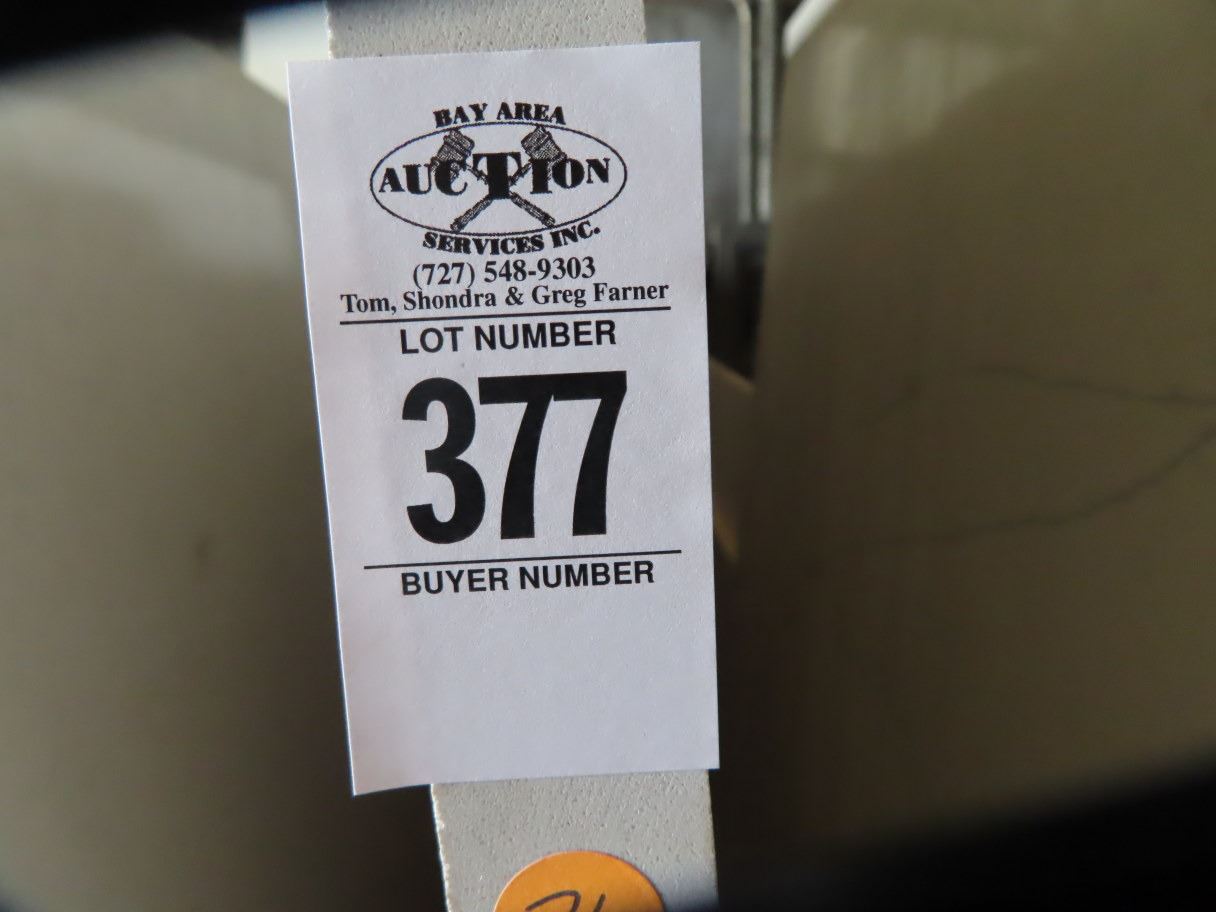 BAY AREA
AUCTION
SERVICES INC.
(727) 548-9303
Tom, Shondra & Greg Farner
LOT NUMBER
377
BUYER NUMBER